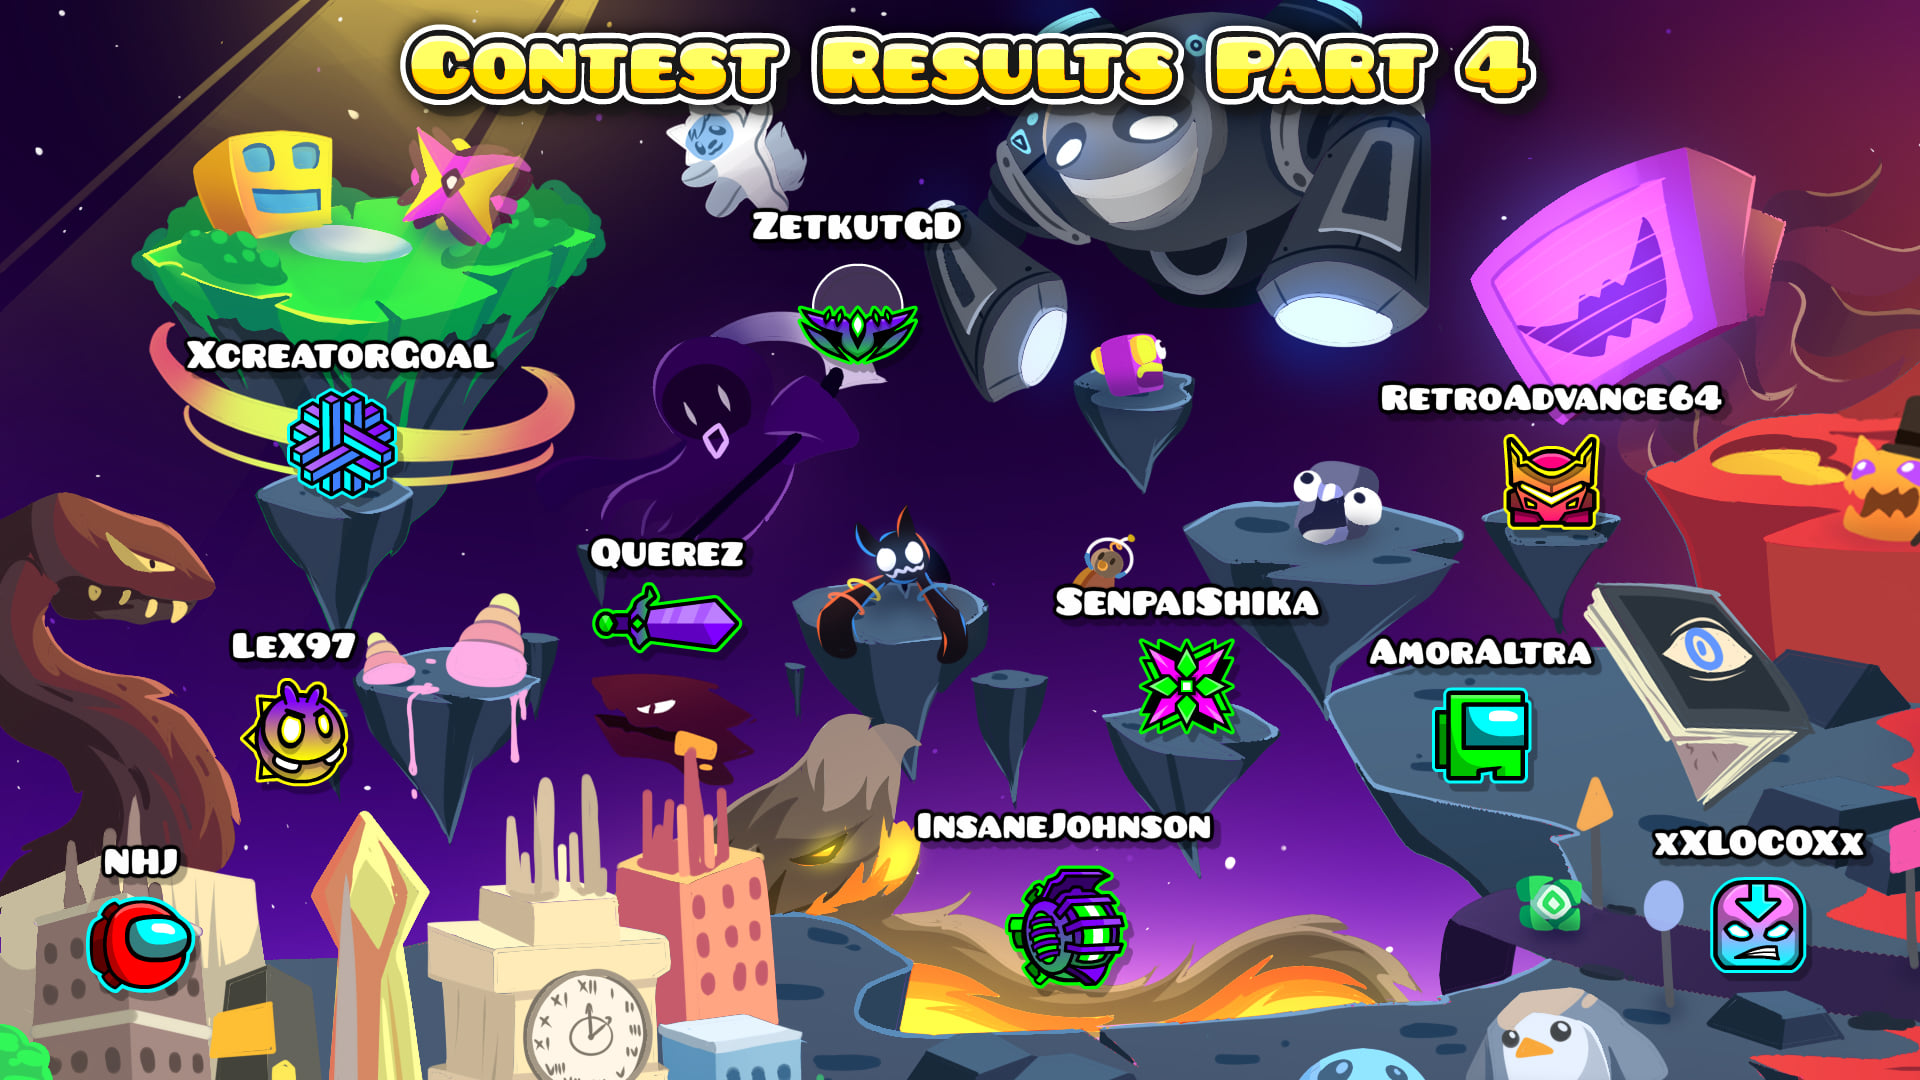 Contest Results Part 4
ZetkutGD
XcreatorGoal
RetroAdvance64
Querez
SenpaiShika
LeX97
AmorAltra
InsaneJohnson
xXLOCOXx
NHJ